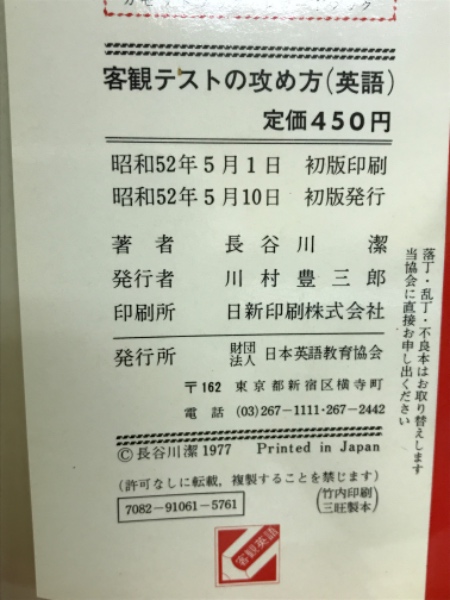 客観テストの攻め方(英語)
定価450円
昭和52年5月1日 初版印刷
昭和52年5月10日 初版発行
著者 長谷川潔
発行者 川村豊三郎
印刷所 日新印刷株式会社
発行所 財団法人 日本英語教育協会
〒162 東京都新宿区横寺町
電話 (03)267-1111・267-2442
©長谷川潔1977 Printed in Japan
(許可なしに転載,複製することを禁じます)
7082-91061-5761
(竹内印刷
三旺製本)
客観英語
落丁・乱丁・不良本はお取り替えします
当協会に直接お申し出ください